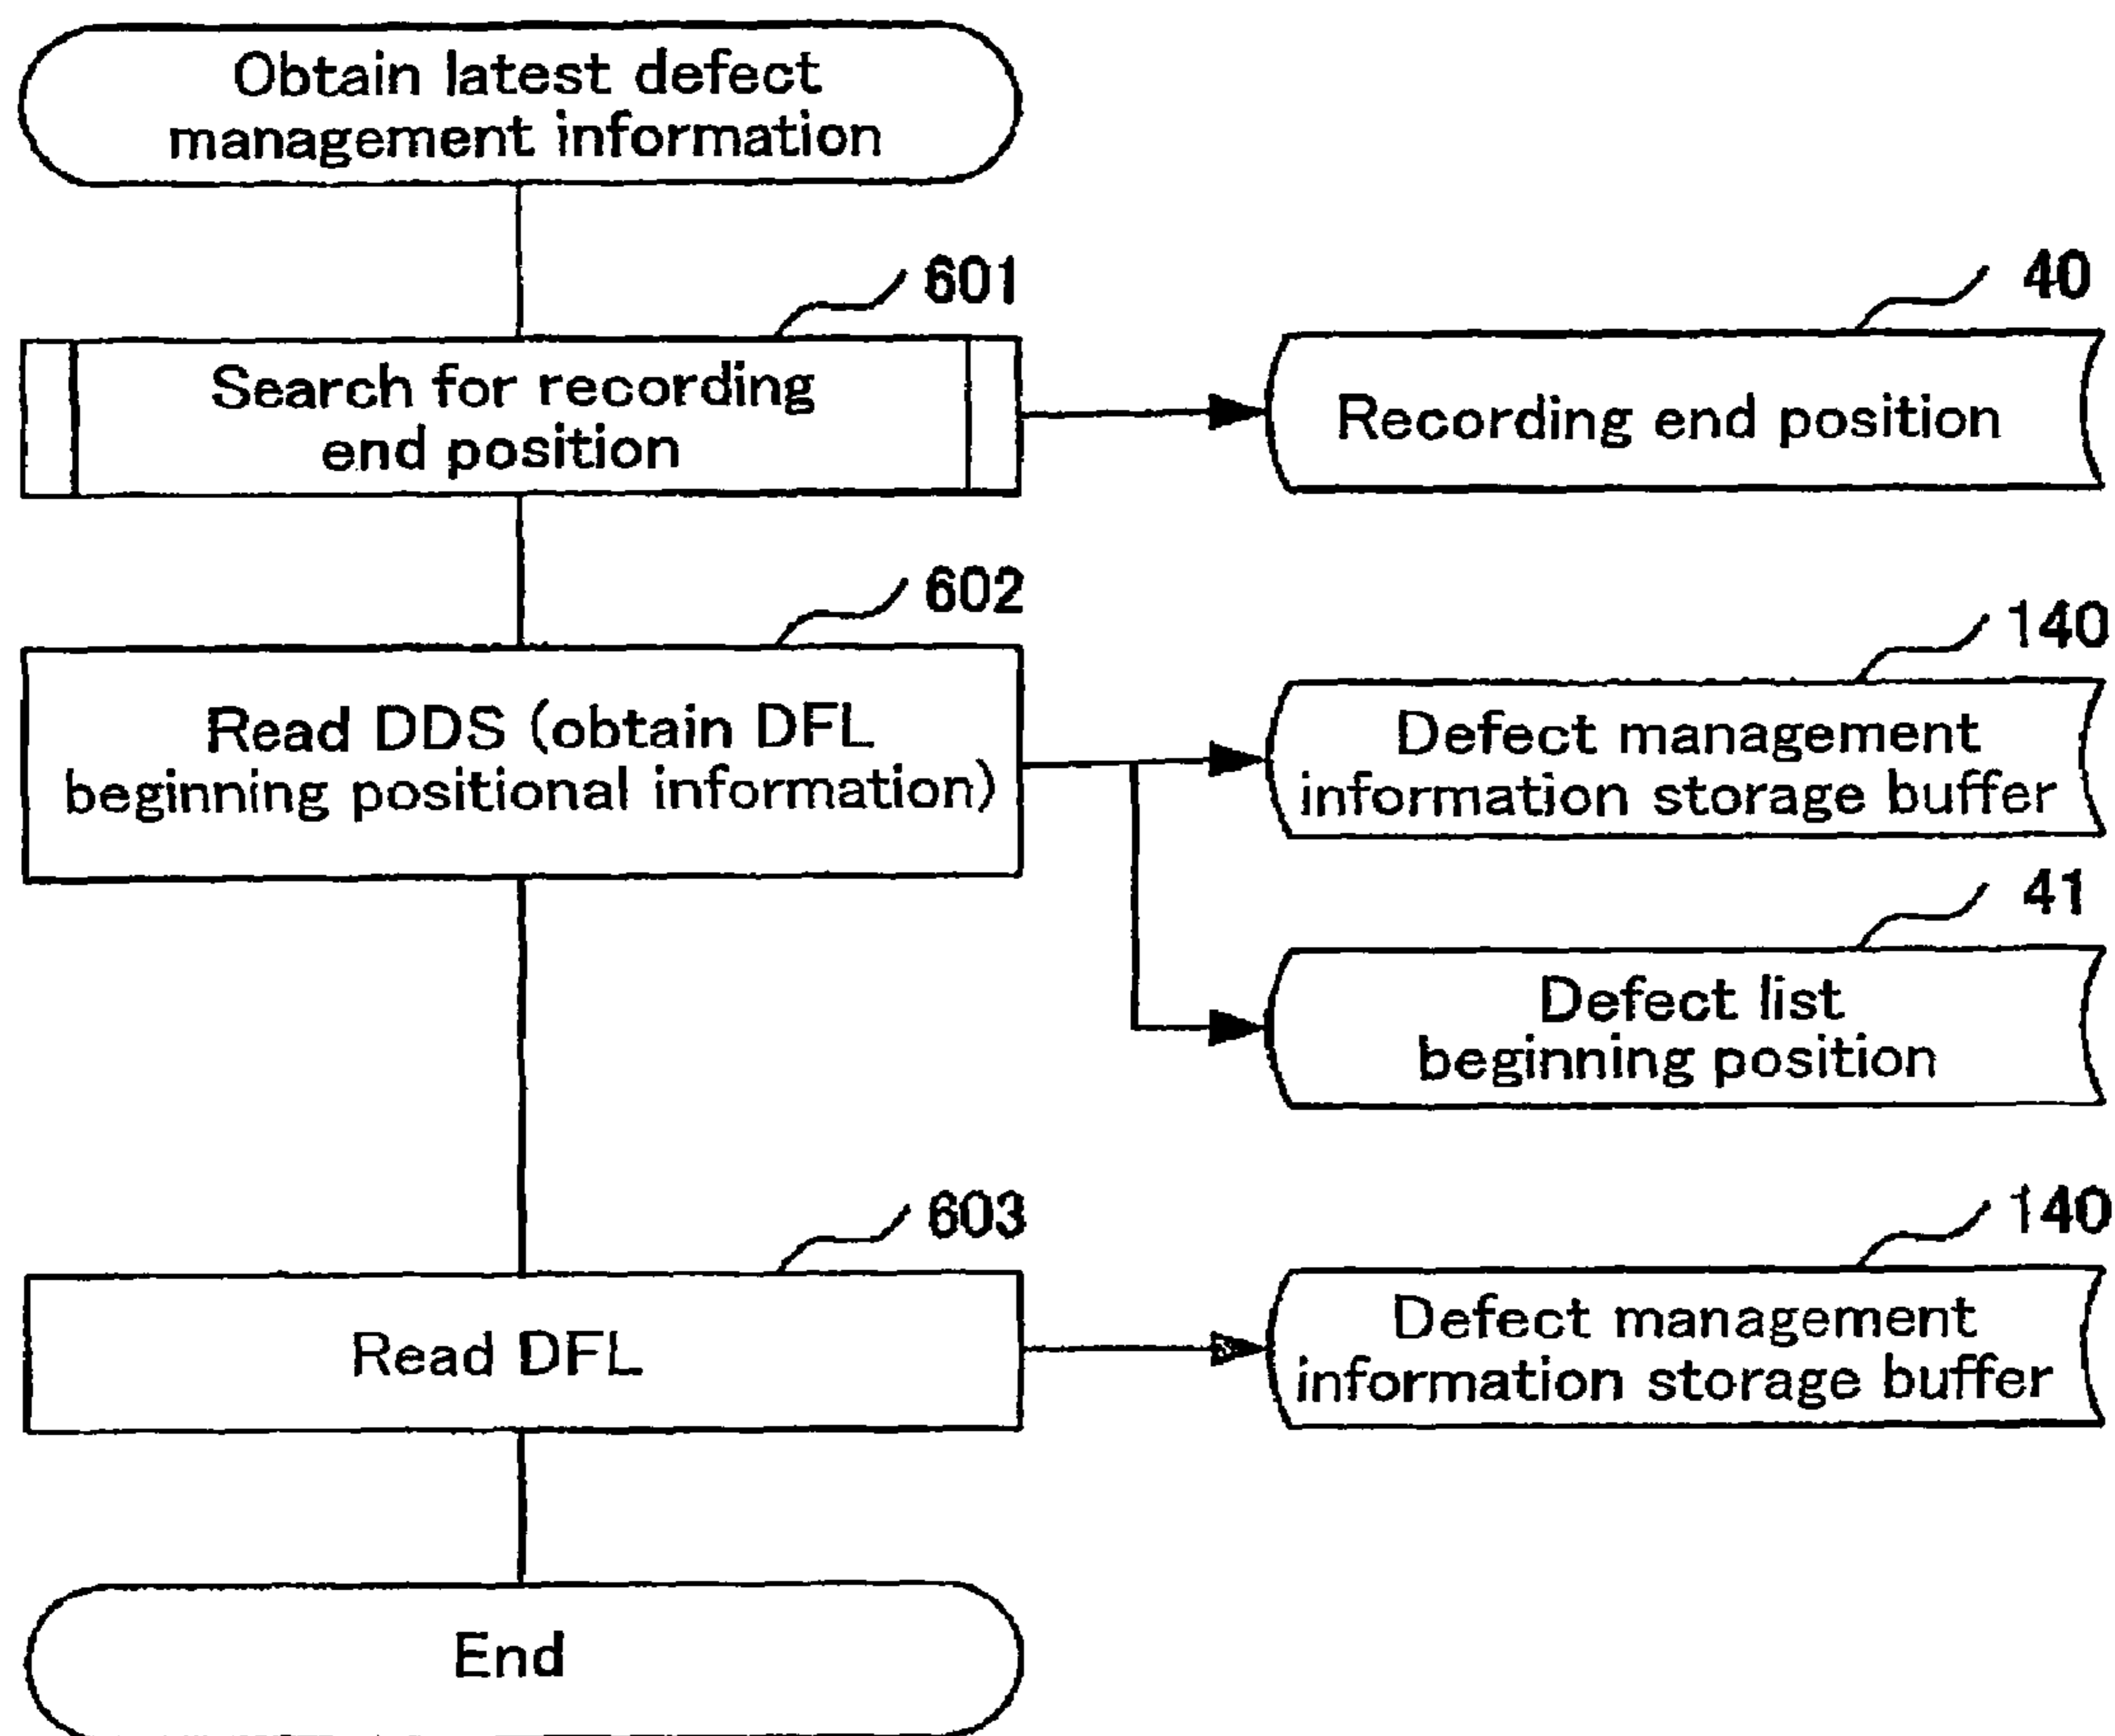 Obtain latest defect
management information
601
Search for recording
end position
40
Recording end position
602
Read DDS (obtain DFL
beginning positional information)
140
Defect management
information storage buffer
41
Defect list
beginning position
603
Read DFL
140
Defect management
information storage buffer
End